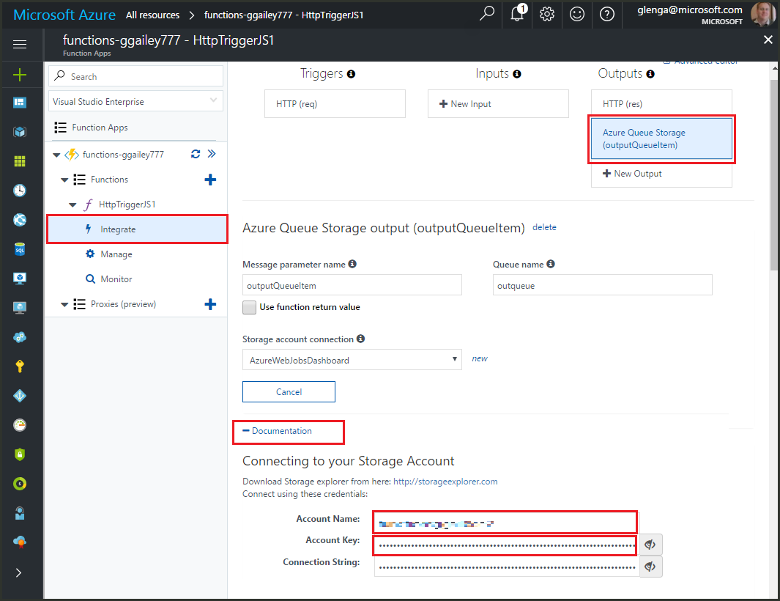 Microsoft Azure All resources > functions-ggailey777 - HttpTriggerJS1
1
glenga@microsoft.com
MICROSOFT
functions-ggailey777 - HttpTriggerJS1
Function Apps
Search
Visual Studio Enterprise
Function Apps
functions-ggailey777
Functions
HttpTriggerJS1
Integrate
Manage
Monitor
Proxies (preview)
Advanced editor
Triggers Inputs Outputs
HTTP (req) New Input HTTP (res)
Azure Queue Storage
(outputQueueItem)
New Output
Azure Queue Storage output (outputQueueItem) delete
Message parameter name Queue name
outputQueueItem outqueue
Use function return value
Storage account connection
AzureWebJobsDashboard new
Cancel
Documentation
Connecting to your Storage Account
Download Storage explorer from here: http://storageexplorer.com
Connect using these credentials:
Account Name:
Account Key:
Connection String: